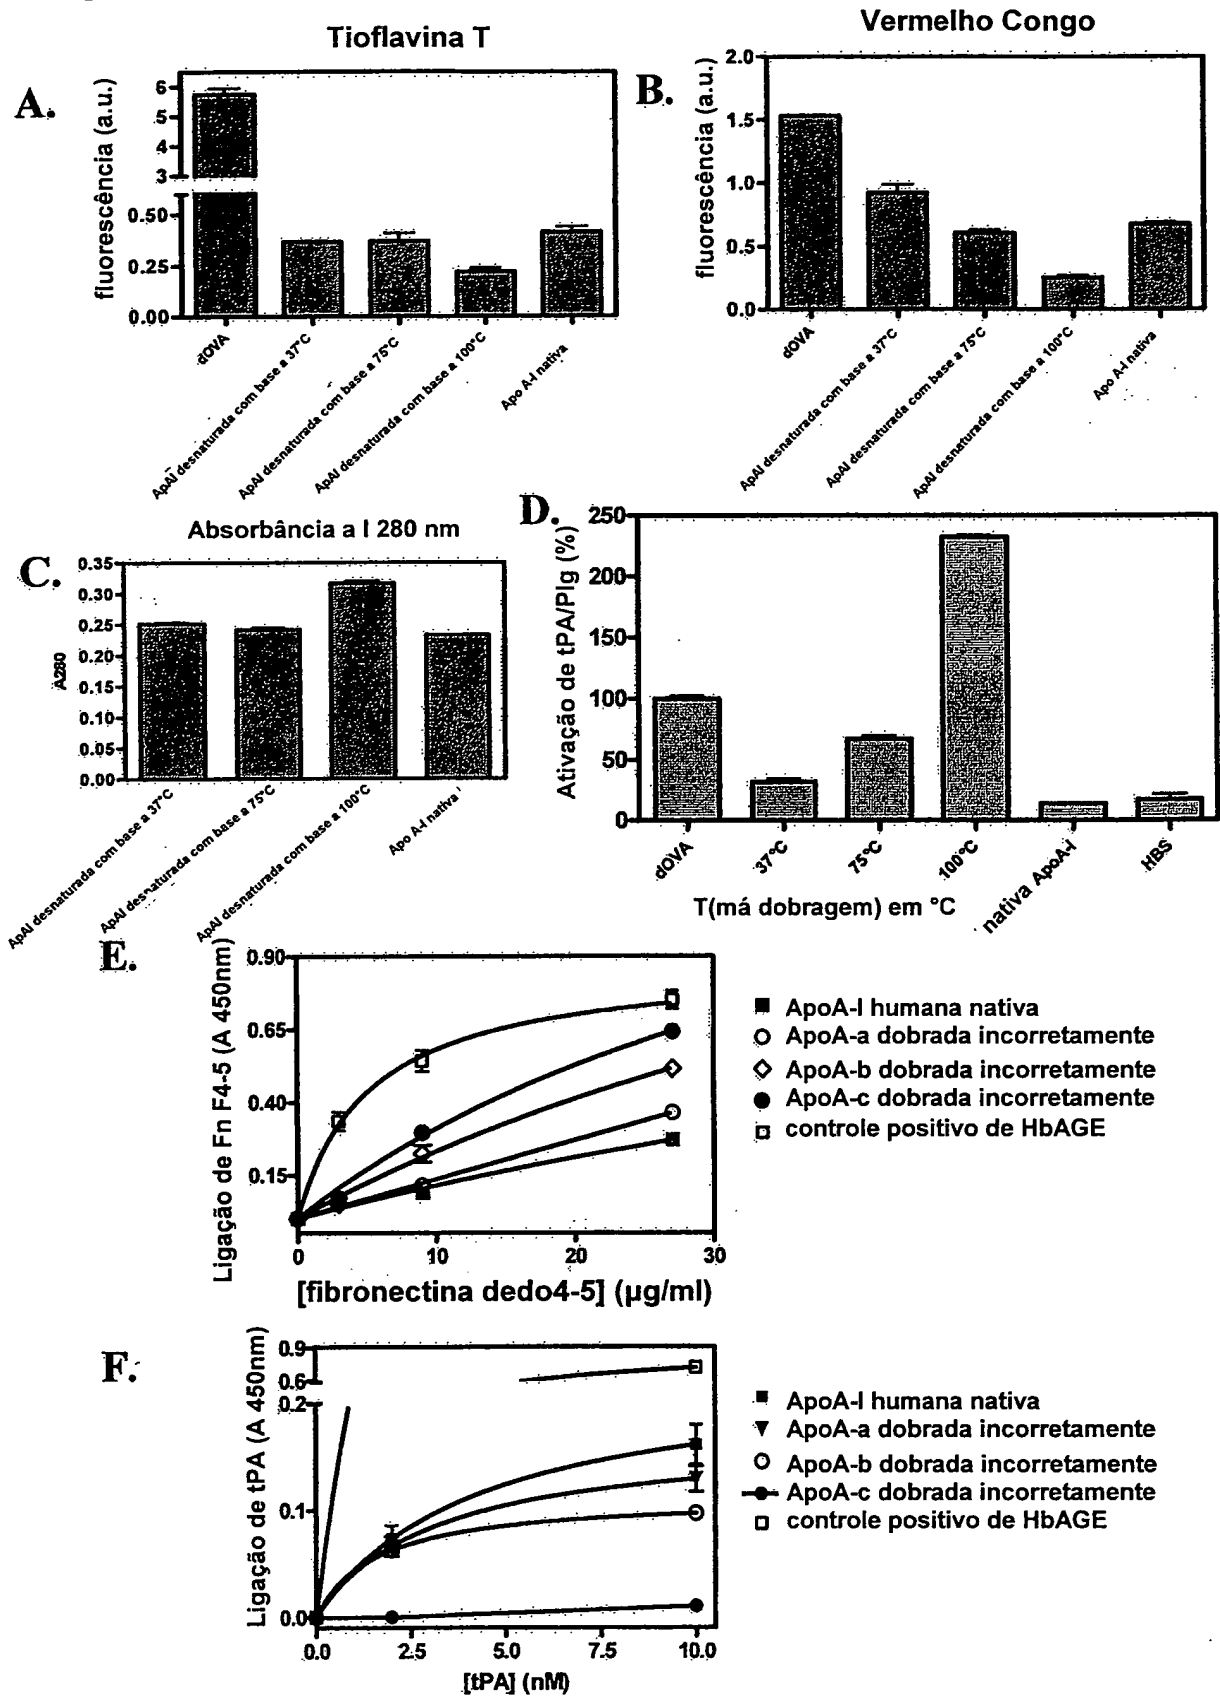 Tioflavina T
A.
fluorescência (a.u.)
6
5
4
3
0.50
0.25
0.00
dOVA
ApAI desnaturada com base a 37°C
ApAI desnaturada com base a 75°C
ApAI desnaturada com base a 100°C
Apo A-I nativa
Vermelho Congo
B.
fluorescência (a.u.)
2.0
1.5
1.0
0.5
0.0
dOVA
ApAI desnaturada com base a 37°C
ApAI desnaturada com base a 75°C
ApAI desnaturada com base a 100°C
Apo A-I nativa
Absorbância a I 280 nm
C.
A280
0.35
0.30
0.25
0.20
0.15
0.10
0.05
0.00
ApAI desnaturada com base a 37°C
ApAI desnaturada com base a 75°C
ApAI desnaturada com base a 100°C
Apo A-I nativa
D.
Ativação de tPA/Plg (%)
250
200
150
100
50
0
dOVA
37°C
75°C
100°C
nativa ApoA-I
HBS
T(má dobragem) em °C
E.
Ligação de Fn F4-5 (A 450nm)
0.90
0.65
0.40
0.15
0
10
20
30
[fibronectina dedo4-5] (µg/ml)
ApoA-I humana nativa
ApoA-a dobrada incorretamente
ApoA-b dobrada incorretamente
ApoA-c dobrada incorretamente
controle positivo de HbAGE
F.
Ligação de tPA (A 450nm)
0.9
0.6
0.2
0.1
0.0
0.0
2.5
5.0
7.5
10.0
[tPA] (nM)
ApoA-I humana nativa
ApoA-a dobrada incorretamente
ApoA-b dobrada incorretamente
ApoA-c dobrada incorretamente
controle positivo de HbAGE